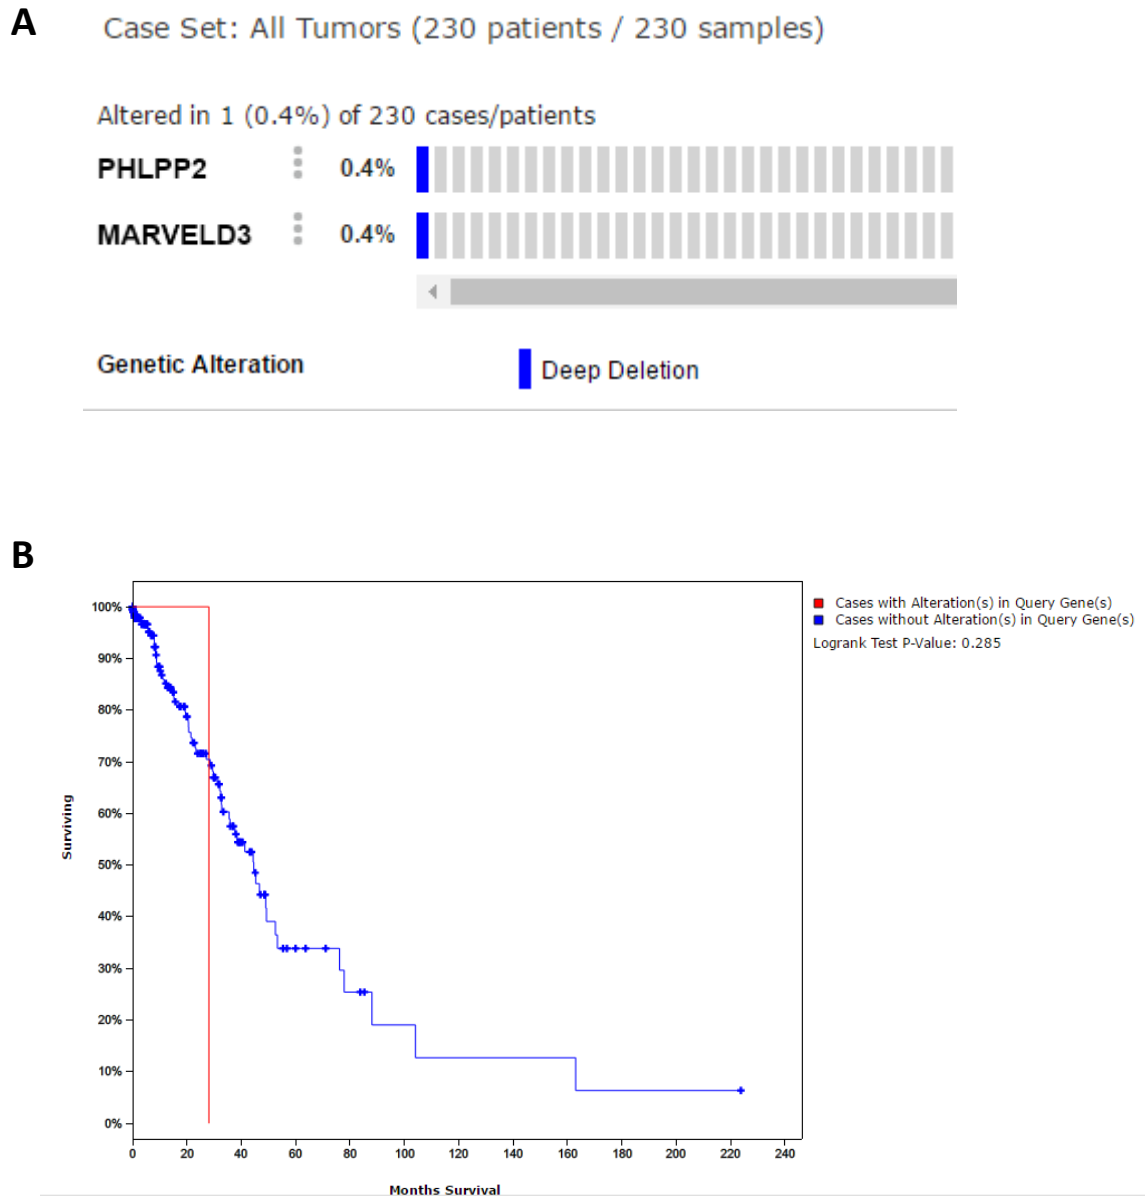 A
Case Set: All Tumors (230 patients / 230 samples)
Altered in 1 (0.4%) of 230 cases/patients
PHLPP2 0.4%
MARVELD3 0.4%
Genetic Alteration Deep Deletion
B
100%
90%
80%
70%
60%
50%
40%
30%
20%
10%
0%
Surviving
0 20 40 60 80 100 120 140 160 180 200 220 240
Months Survival
Cases with Alteration(s) in Query Gene(s)
Cases without Alteration(s) in Query Gene(s)
Logrank Test P-Value: 0.285